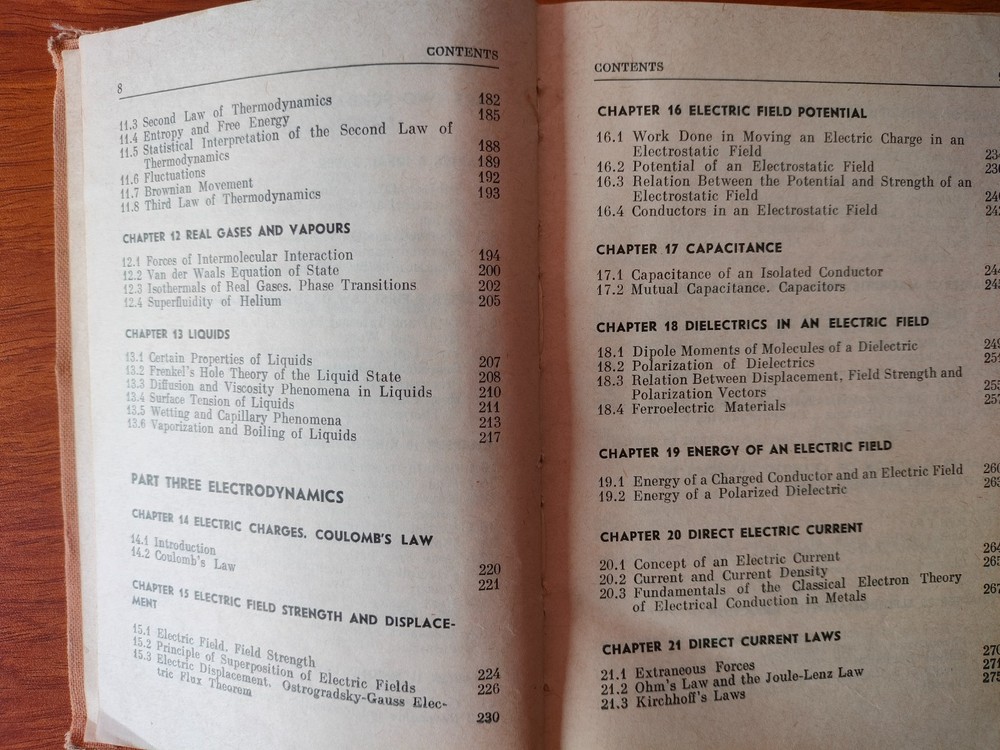 8
CONTENTS
11.3 Second Law of Thermodynamics 182
11.4 Entropy and Free Energy 185
11.5 Statistical Interpretation of the Second Law of
Thermodynamics 188
11.6 Fluctuations 189
11.7 Brownian Movement 192
11.8 Third Law of Thermodynamics 193
CHAPTER 12 REAL GASES AND VAPOURS
12.1 Forces of Intermolecular Interaction 194
12.2 Van der Waals Equation of State 200
12.3 Isothermals of Real Gases. Phase Transitions 202
12.4 Superfluidity of Helium 205
CHAPTER 13 LIQUIDS
13.1 Certain Properties of Liquids 207
13.2 Frenkel's Hole Theory of the Liquid State 208
13.3 Diffusion and Viscosity Phenomena in Liquids 210
13.4 Surface Tension of Liquids 211
13.5 Wetting and Capillary Phenomena 213
13.6 Vaporization and Boiling of Liquids 217
PART THREE ELECTRODYNAMICS
CHAPTER 14 ELECTRIC CHARGES. COULOMB'S LAW
14.1 Introduction 220
14.2 Coulomb's Law 221
CHAPTER 15 ELECTRIC FIELD STRENGTH AND DISPLACE-
MENT
15.1 Electric Field. Field Strength 224
15.2 Principle of Superposition of Electric Fields 226
15.3 Electric Displacement. Ostrogradsky-Gauss Elec-
tric Flux Theorem 230
CONTENTS
CHAPTER 16 ELECTRIC FIELD POTENTIAL
16.1 Work Done in Moving an Electric Charge in an
Electrostatic Field
16.2 Potential of an Electrostatic Field
16.3 Relation Between the Potential and Strength of an
Electrostatic Field
16.4 Conductors in an Electrostatic Field
CHAPTER 17 CAPACITANCE
17.1 Capacitance of an Isolated Conductor
17.2 Mutual Capacitance. Capacitors
CHAPTER 18 DIELECTRICS IN AN ELECTRIC FIELD
18.1 Dipole Moments of Molecules of a Dielectric
18.2 Polarization of Dielectrics
18.3 Relation Between Displacement, Field Strength and
Polarization Vectors
18.4 Ferroelectric Materials 257
CHAPTER 19 ENERGY OF AN ELECTRIC FIELD
19.1 Energy of a Charged Conductor and an Electric Field
19.2 Energy of a Polarized Dielectric
CHAPTER 20 DIRECT ELECTRIC CURRENT
20.1 Concept of an Electric Current
20.2 Current and Current Density
20.3 Fundamentals of the Classical Electron Theory
of Electrical Conduction in Metals 267
CHAPTER 21 DIRECT CURRENT LAWS
21.1 Extraneous Forces 270
21.2 Ohm's Law and the Joule-Lenz Law 271
21.3 Kirchhoff's Laws 275